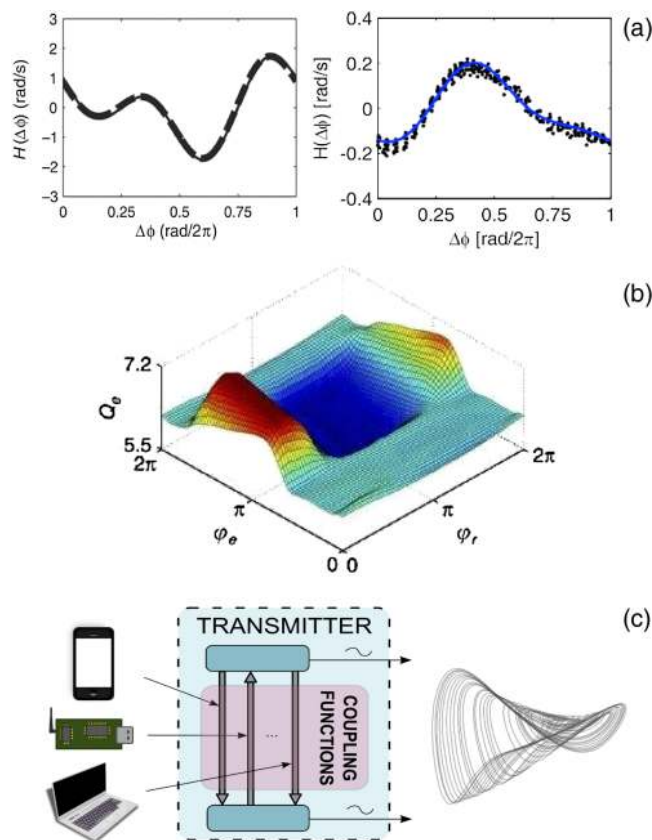 (a)
3
2
1
0
-1
-2
-3
H (Δϕ) (rad/s)
0 0.25 0.5 0.75 1
Δϕ (rad/2π)
0.4
0.2
0
-0.2
-0.4
H(Δϕ) [rad/s]
0 0.25 0.5 0.75 1
Δϕ [rad/2π]
(b)
7.2
Q_e
5.5
2π
π
φ_e
0
0
π
φ_r
2π
(c)
TRANSMITTER
COUPLING
FUNCTIONS
...